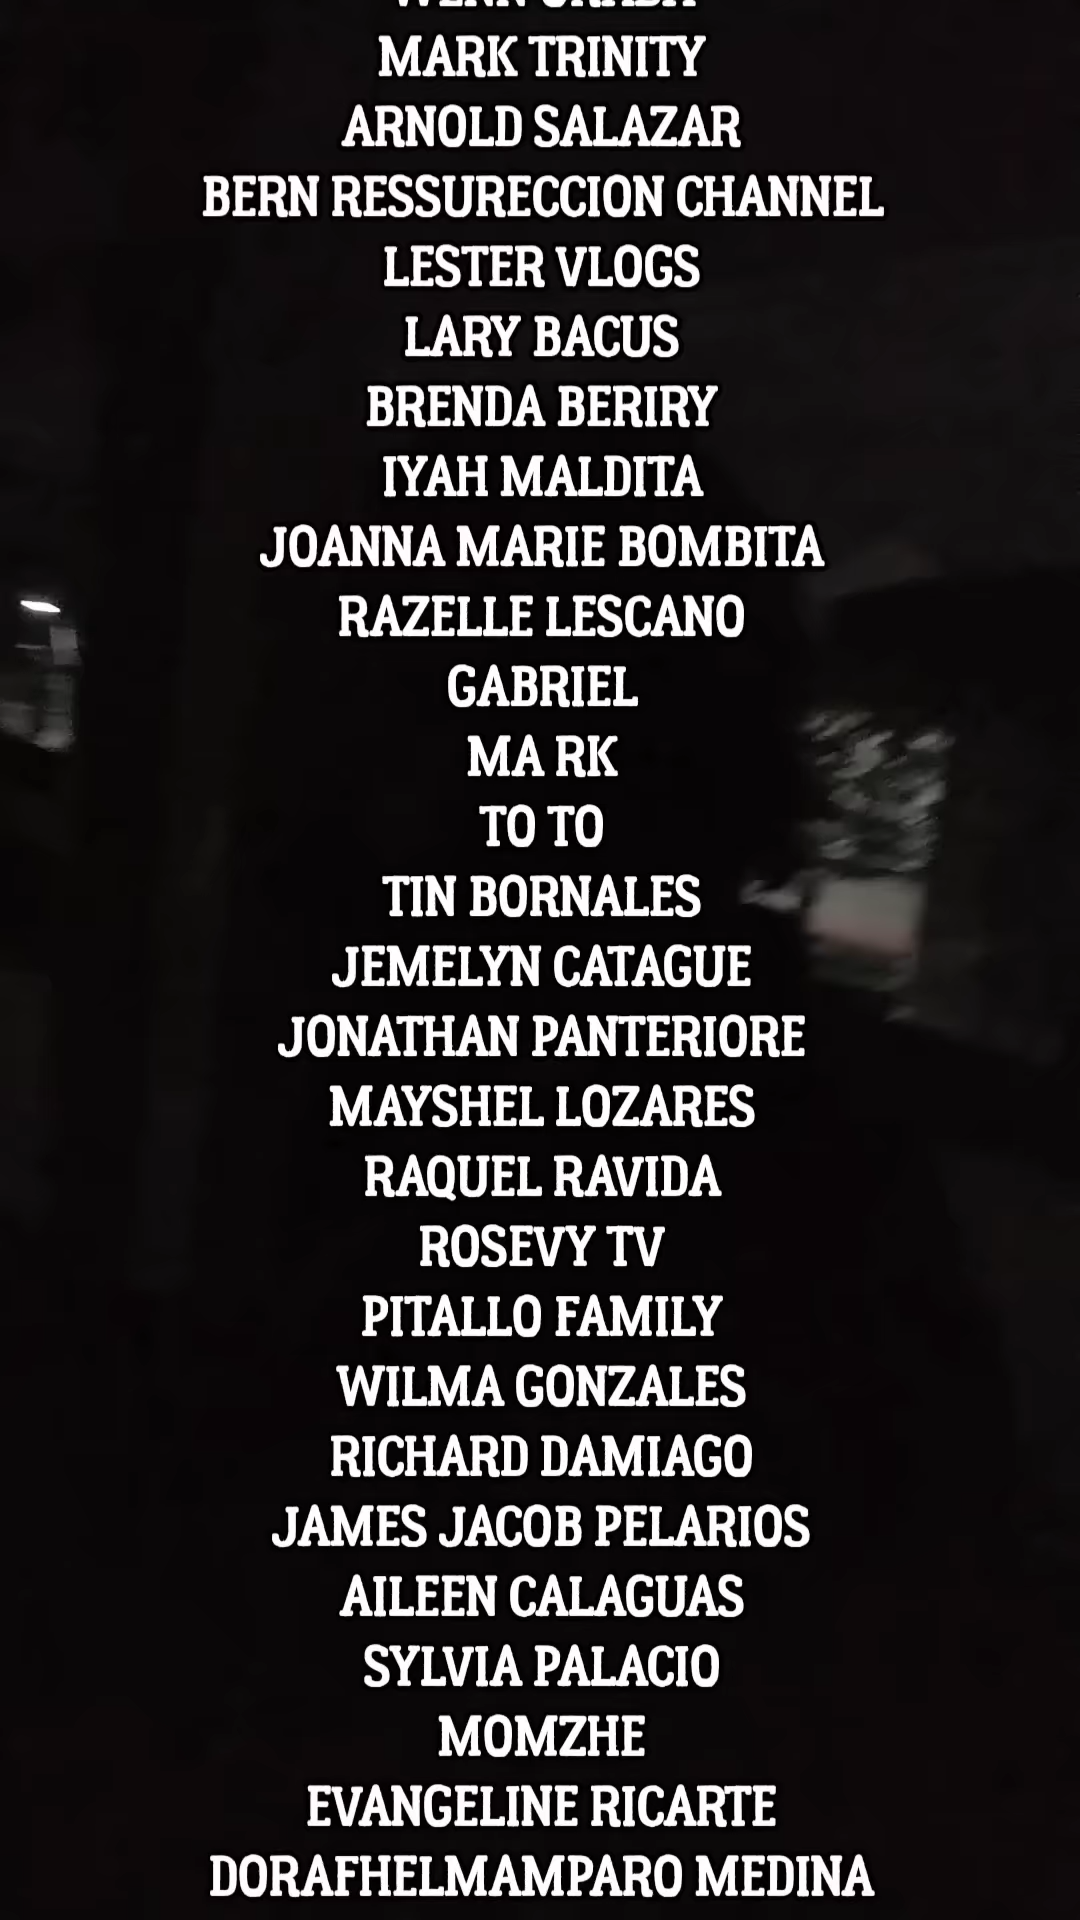 MARK TRINITY
ARNOLD SALAZAR
BERN RESSURECCION CHANNEL
LESTER VLOGS
LARY BACUS
BRENDA BERIRY
IYAH MALDITA
JOANNA MARIE BOMBITA
RAZELLE LESCANO
GABRIEL
MA RK
TO TO
TIN BORNALES
JEMELYN CATAGUE
JONATHAN PANTERIORE
MAYSHEL LOZARES
RAQUEL RAVIDA
ROSEVY TV
PITALLO FAMILY
WILMA GONZALES
RICHARD DAMIAGO
JAMES JACOB PELARIOS
AILEEN CALAGUAS
SYLVIA PALACIO
MOMZHE
EVANGELINE RICARTE
DORAFHELMAMPARO MEDINA